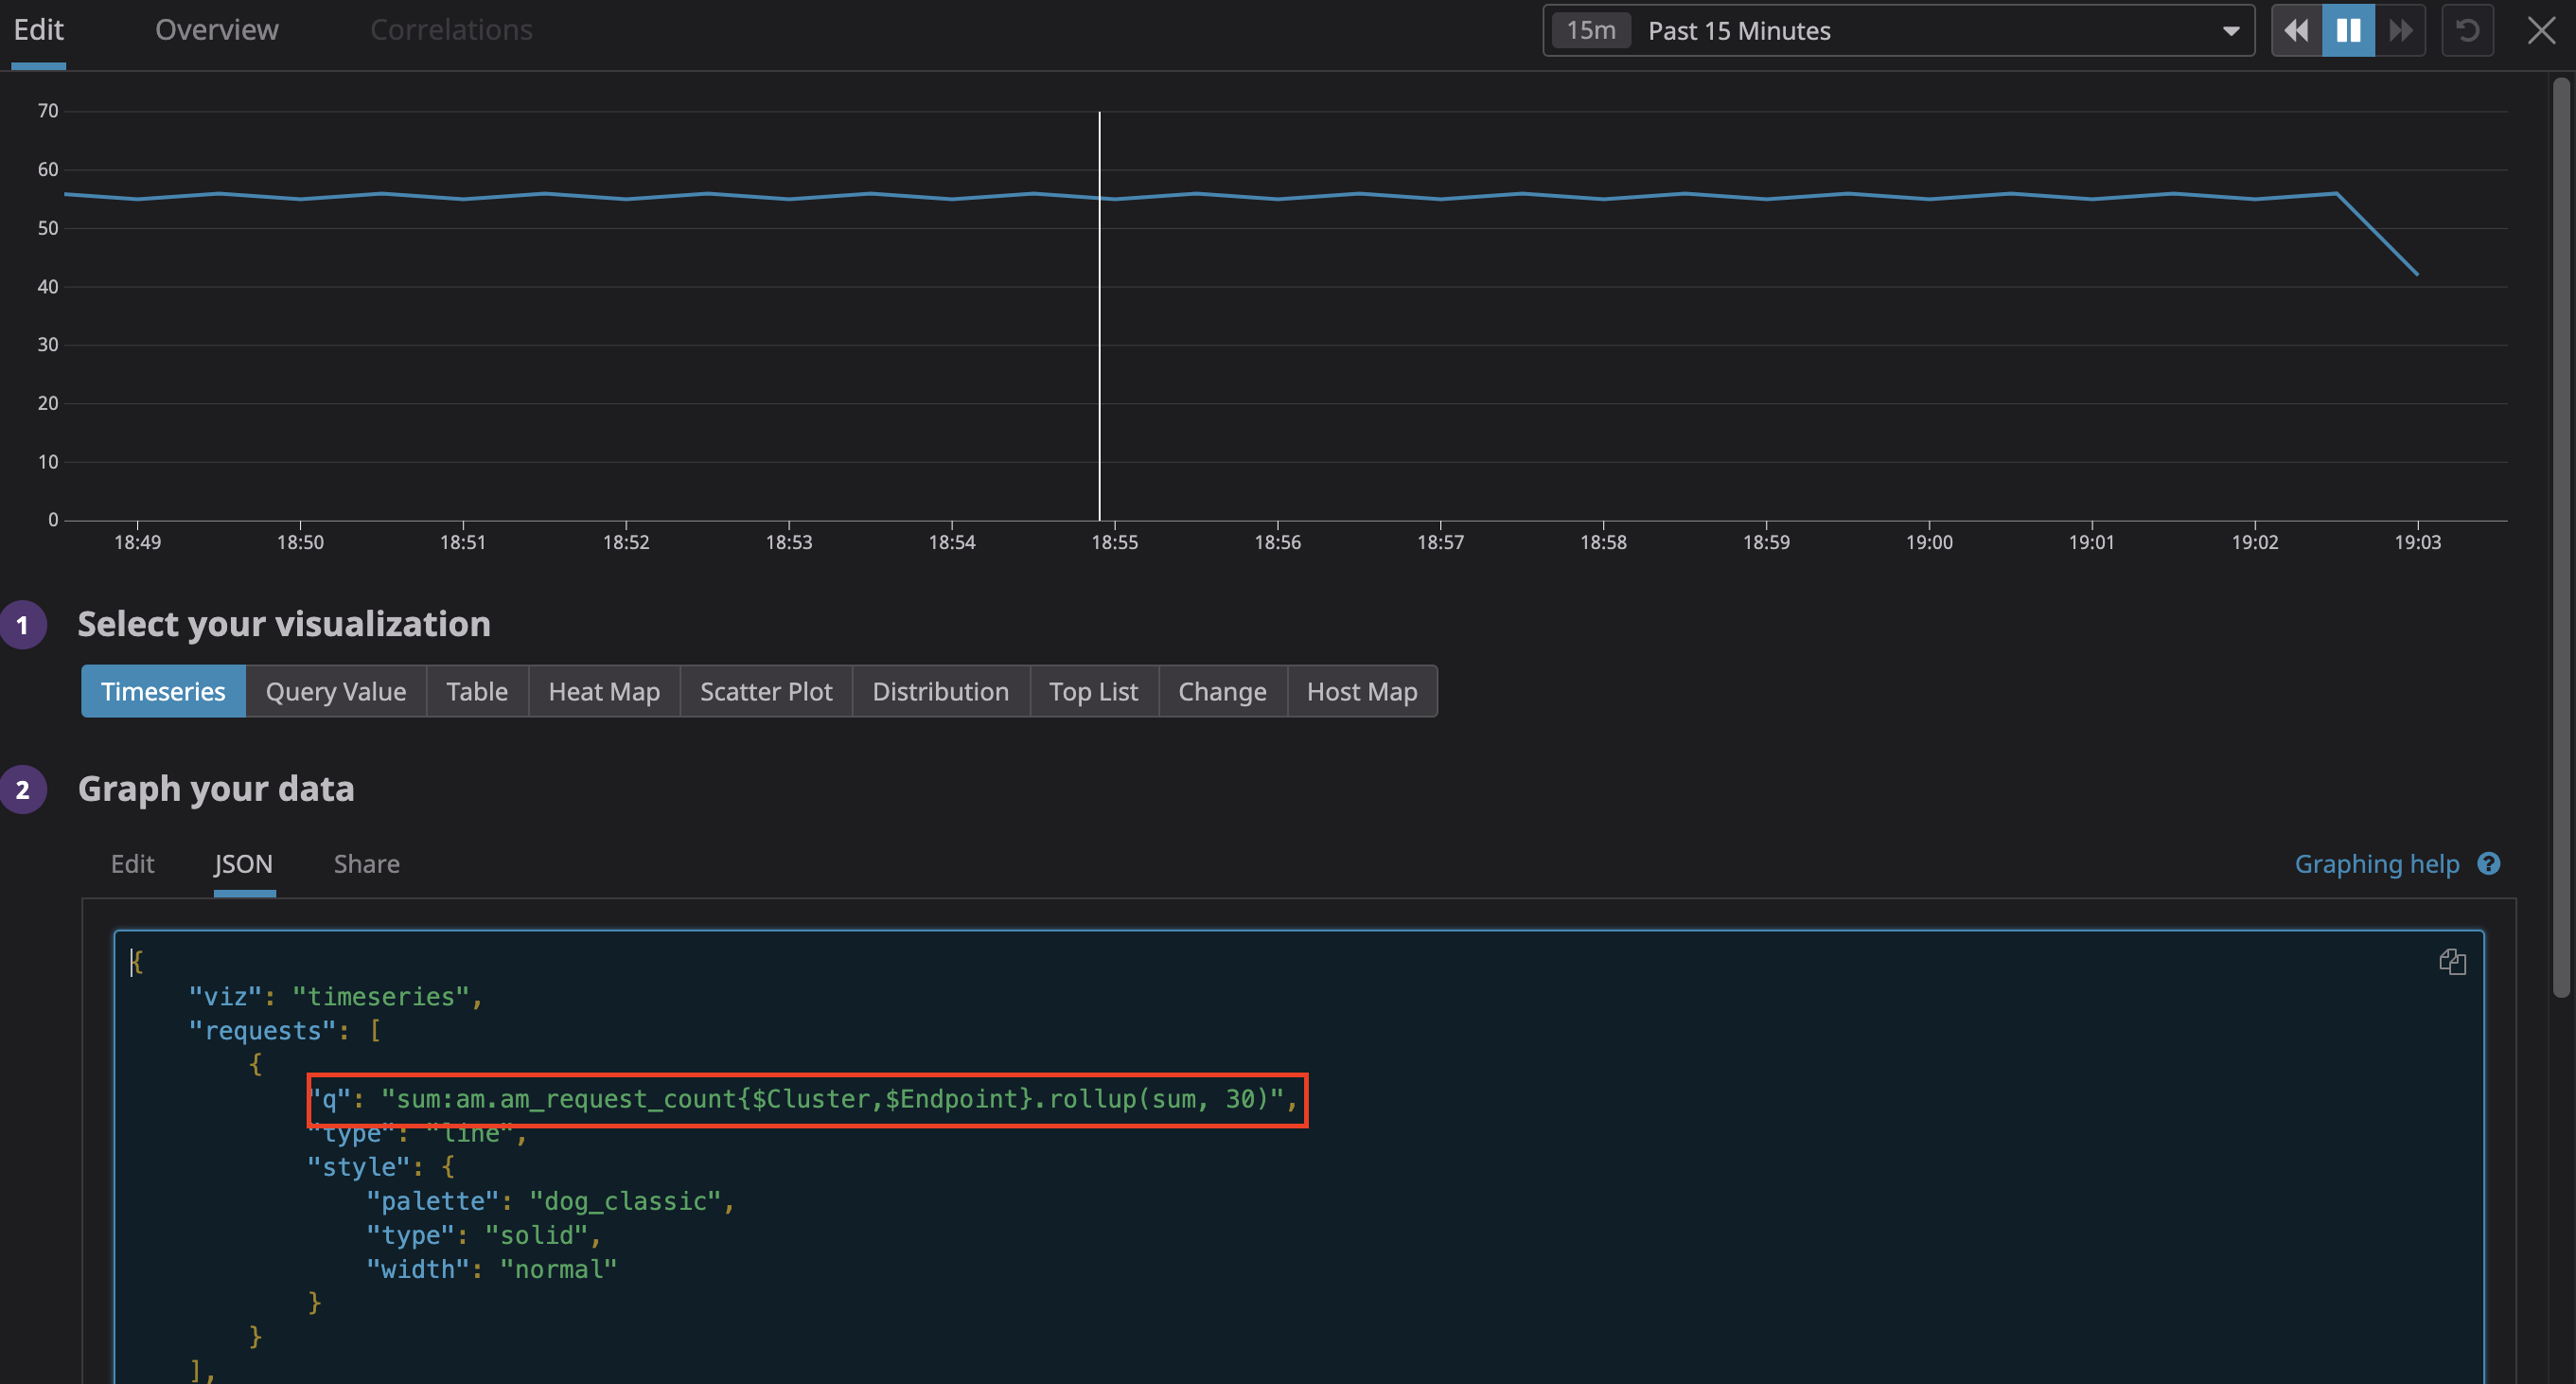 Edit Overview Correlations 15m Past 15 Minutes
70
60
50
40
30
20
10
0
18:49 18:50 18:51 18:52 18:53 18:54 18:55 18:56 18:57 18:58 18:59 19:00 19:01 19:02 19:03
1 Select your visualization
Timeseries Query Value Table Heat Map Scatter Plot Distribution Top List Change Host Map
2 Graph your data
Edit JSON Share Graphing help ?
{
"viz": "timeseries",
"requests": [
{
"q": "sum:am.am_request_count{$Cluster,$Endpoint}.rollup(sum, 30)",
"type": "line",
"style": {
"palette": "dog_classic",
"type": "solid",
"width": "normal"
}
}
],